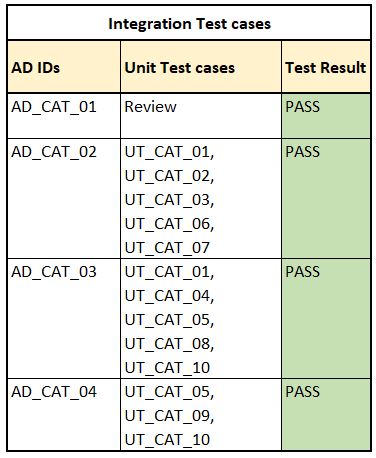 Integration Test cases
AD IDs Unit Test cases Test Result
AD_CAT_01 Review PASS
AD_CAT_02 UT_CAT_01, PASS
UT_CAT_02,
UT_CAT_03,
UT_CAT_06,
UT_CAT_07
AD_CAT_03 UT_CAT_01, PASS
UT_CAT_04,
UT_CAT_05,
UT_CAT_08,
UT_CAT_10
AD_CAT_04 UT_CAT_05, PASS
UT_CAT_09,
UT_CAT_10